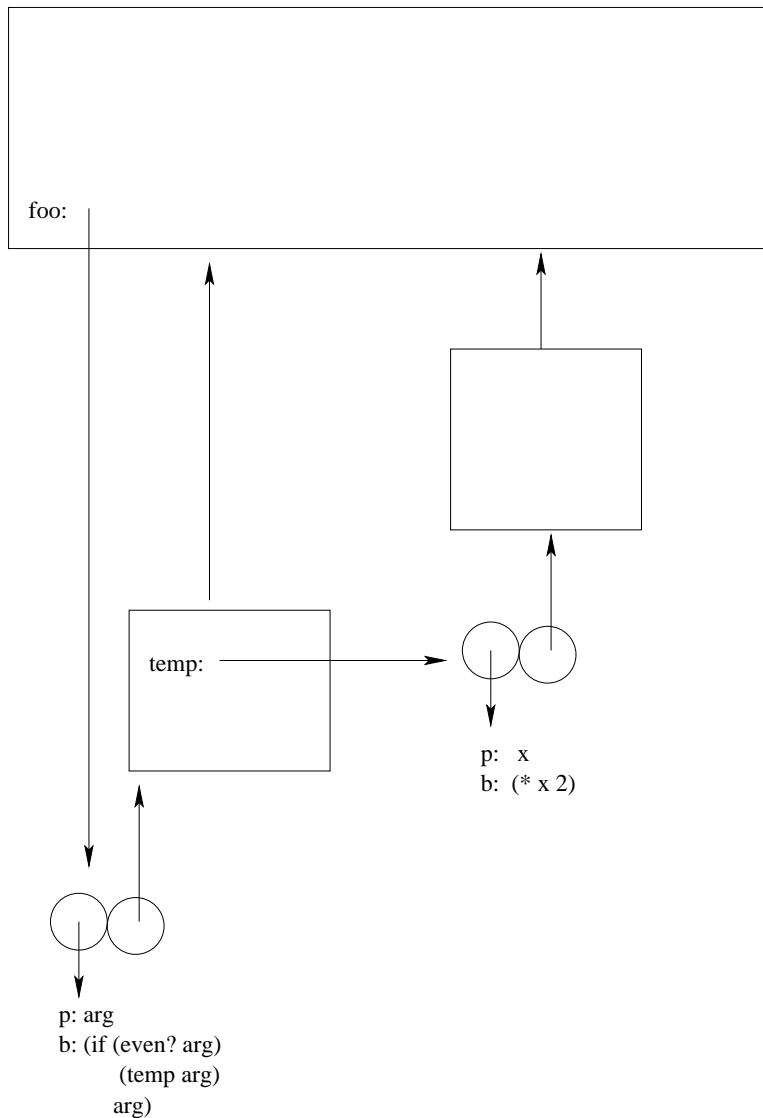 foo:
temp:
p: x
b: (* x 2)
p: arg
b: (if (even? arg)
(temp arg)
arg)